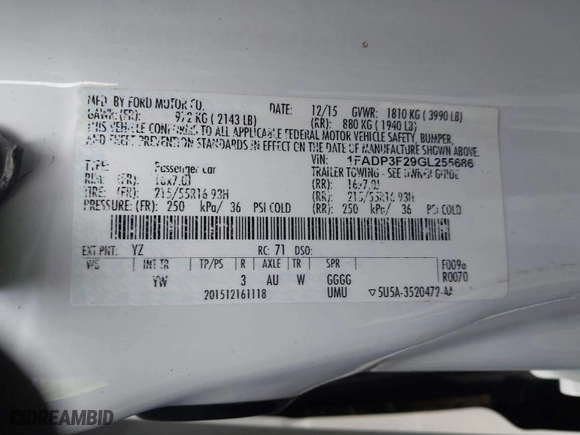 MFD. BY FORD MOTOR CO.
DATE: 12/15 GVWR: 1810 KG ( 3990 LB)
GAWR:(FR): 972 KG ( 2143 LB) (RR): 880 KG ( 1940 LB)
THIS VEHICLE CONFORMS TO ALL APPLICABLE FEDERAL MOTOR VEHICLE SAFETY, BUMPER,
AND THEFT PREVENTION STANDARDS IN EFFECT ON THE DATE OF MANUFACTURE SHOWN ABOVE.
VIN: 1FADP3F29GL255686
TYPE: Passenger car TRAILER TOWING - SEE OWNER GUIDE
RIM: (FR) 16x7.0J (RR): 16x7.0J
TIRE: (FR) 215/55R16 93H (RR): 215/55R16 93H
PRESSURE: (FR): 250 kPa/ 36 PSI COLD (RR): 250 kPa/ 36 PSI COLD
EXT PNT: YZ RC: 71 DSO:
WB INT TR TP/PS R AXLE TR SPR F0096
YW 3 AU W GGGG R0070
201512161118 UMU ▽5U5A-3520472-AA
©IDREAMBID